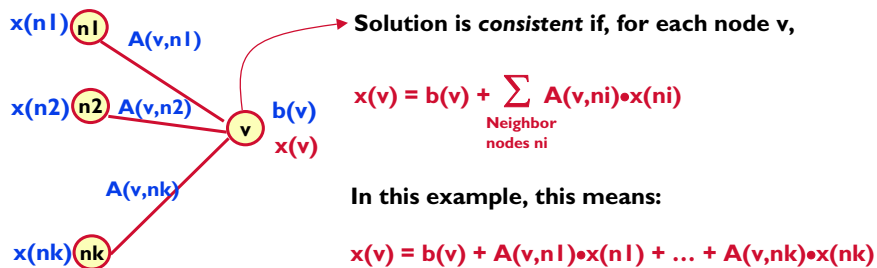 x(n1) n1
A(v,n1)
x(n2) n2 A(v,n2)
b(v)
v
x(v)
A(v,nk)
x(nk) nk
Solution is consistent if, for each node v,
x(v) = b(v) + ∑ A(v,ni)•x(ni)
Neighbor
nodes ni
In this example, this means:
x(v) = b(v) + A(v,n1)•x(n1) + … + A(v,nk)•x(nk)